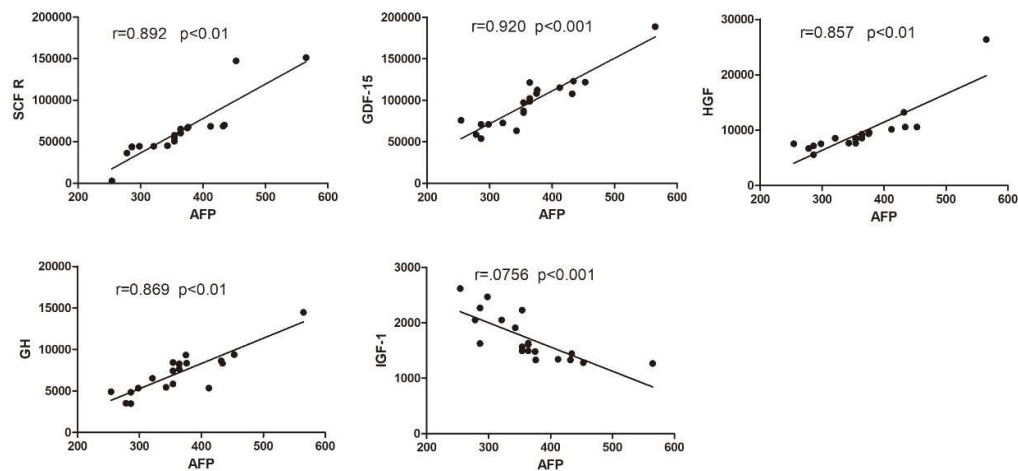 r=0.892 p<0.01
SCF R
200000
150000
100000
50000
0
200 300 400 500 600
AFP
r=0.920 p<0.001
GDF-15
200000
150000
100000
50000
0
200 300 400 500 600
AFP
r=0.857 p<0.01
HGF
30000
20000
10000
0
200 300 400 500 600
AFP
r=0.869 p<0.01
GH
20000
15000
10000
5000
0
200 300 400 500 600
AFP
r=.0756 p<0.001
IGF-1
3000
2000
1000
0
200 300 400 500 600
AFP